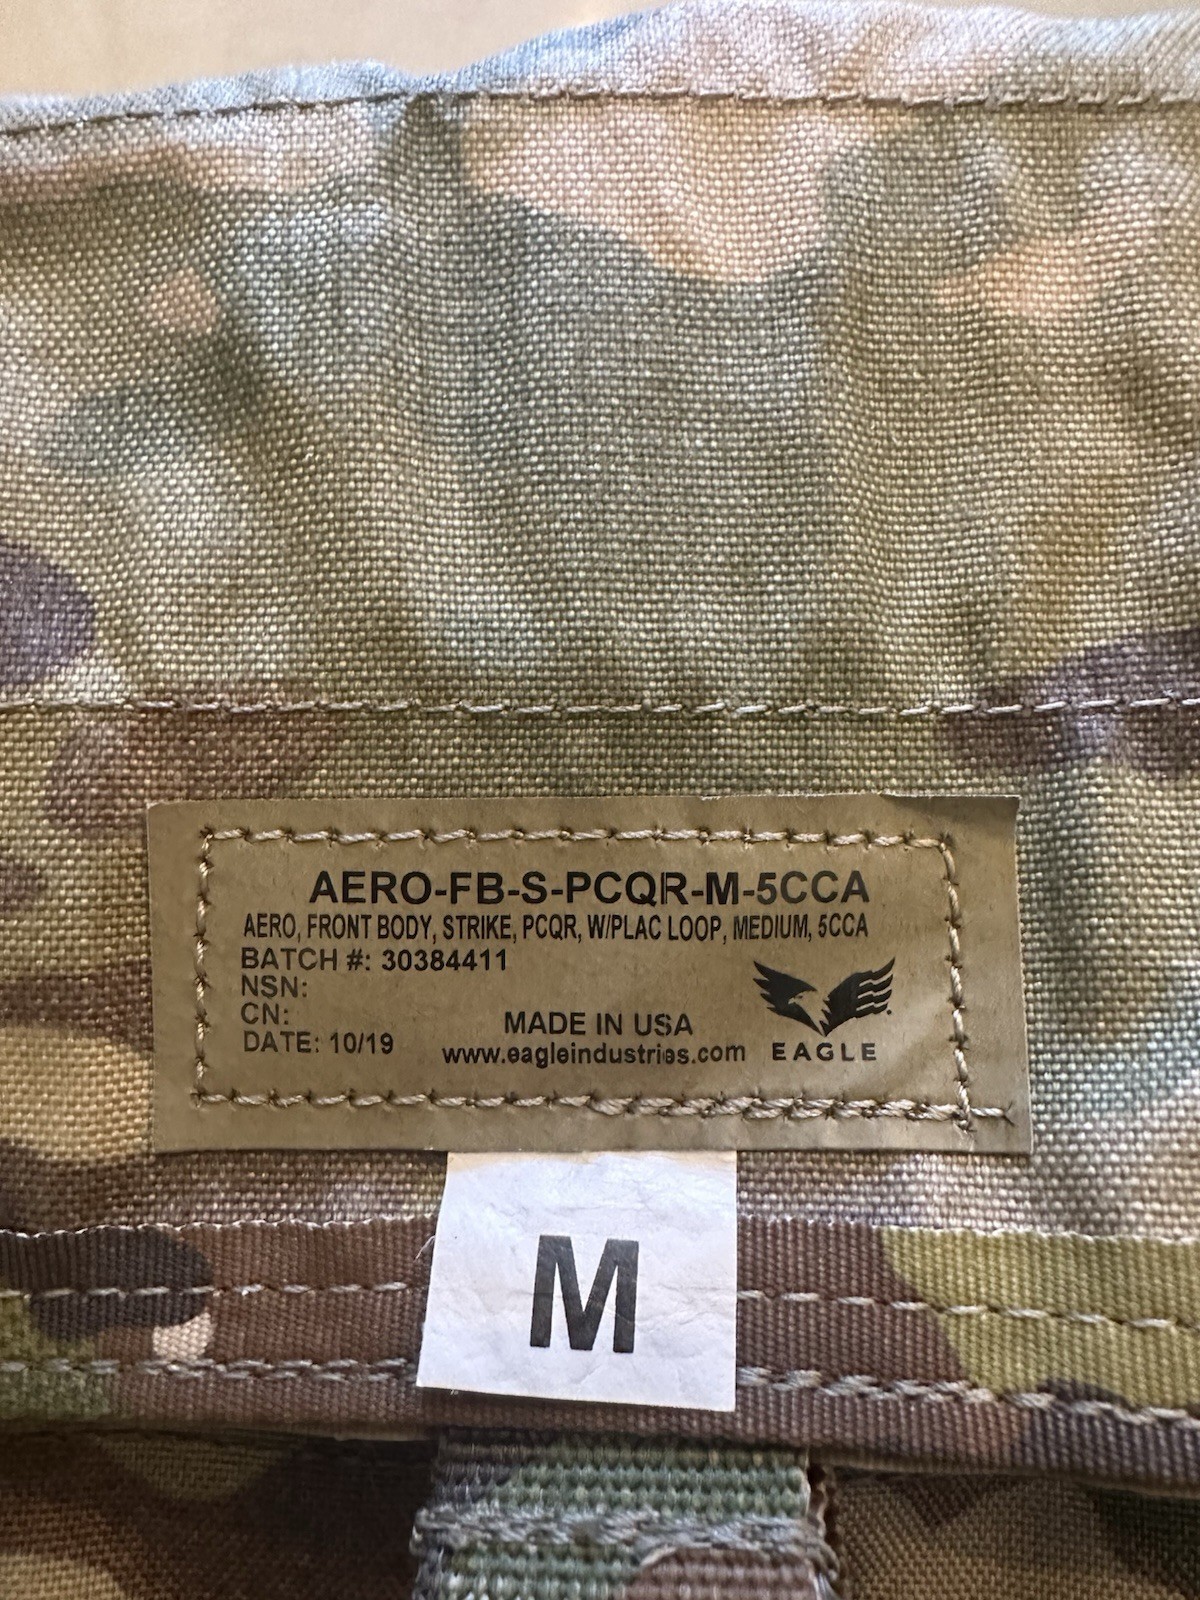 AERO-FB-S-PCQR-M-5CCA
AERO, FRONT BODY, STRIKE, PCQR, W/PLAC LOOP, MEDIUM, 5CCA
BATCH #: 30384411
NSN:
CN:
DATE: 10/19
MADE IN USA
www.eagleindustries.com
EAGLE
M